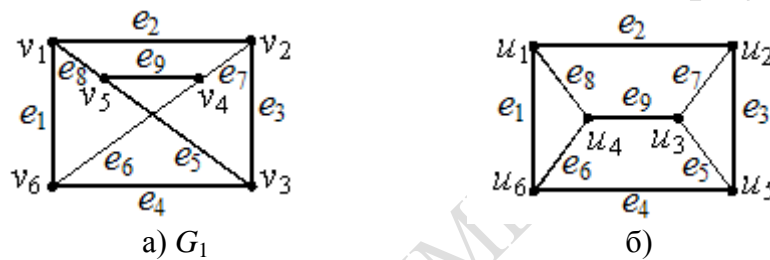 e₂ e₂
v₁ v₂ u₁ u₂
e₈ e₉ e₇ e₈ e₇
v₅ v₄
e₁ e₃ e₁ e₉ e₃
u₄ u₃
e₆ e₅ e₆ e₅
v₆ v₃ u₆ u₅
e₄ e₄
а) G₁ б)